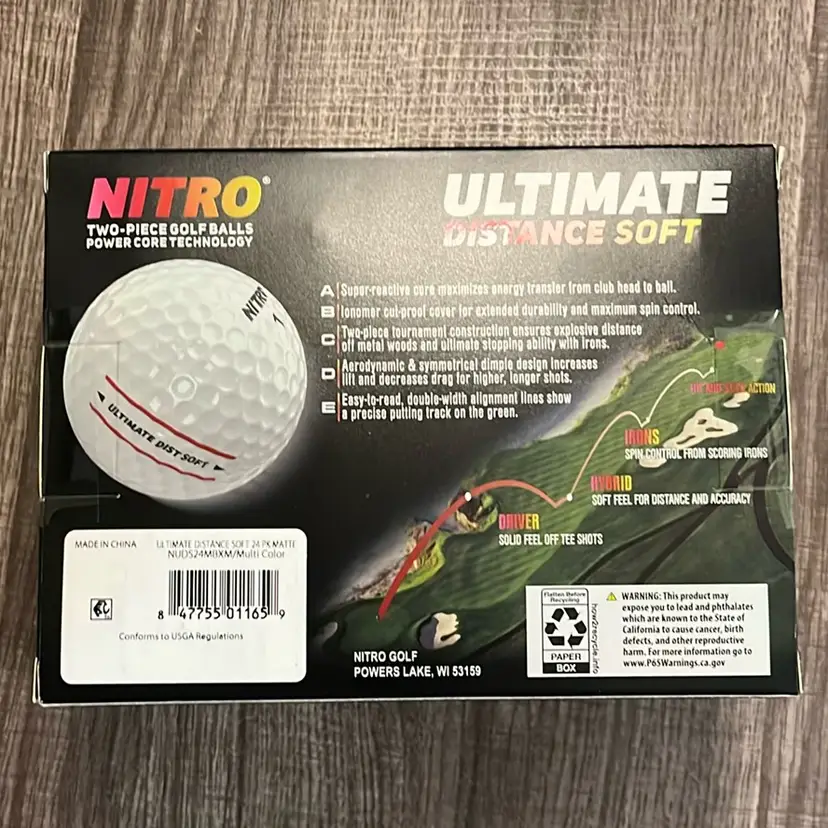 NITRO®
TWO-PIECE GOLF BALLS
POWER CORE TECHNOLOGY
ULTIMATE
DISTANCE SOFT
NITRO
1
ULTIMATE DIST SOFT
A Super-reactive core maximizes energy transfer from club head to ball.
B Ionomer cut-proof cover for extended durability and maximum spin control.
C Two-piece tournament construction ensures explosive distance
off metal woods and ultimate stopping ability with irons.
D Aerodynamic & symmetrical dimple design increases
lift and decreases drag for higher, longer shots.
E Easy-to-read, double-width alignment lines show
a precise putting track on the green.
ACTION
IRONS
SPIN CONTROL FROM SCORING IRONS
HYBRID
SOFT FEEL FOR DISTANCE AND ACCURACY
DRIVER
SOLID FEEL OFF TEE SHOTS
MADE IN CHINA
ULTIMATE DISTANCE SOFT 24 PK MATTE
NUDS24MBXM/Multi Color
8 47755 01165 9
Conforms to USGA Regulations
NITRO GOLF
POWERS LAKE, WI 53159
Flatten Before
Recycling
PAPER
BOX
how2recycle.info
WARNING: This product may
expose you to lead and phthalates
which are known to the State of
California to cause cancer, birth
defects, and other reproductive
harm. For more information go to
www.P65Warnings.ca.gov